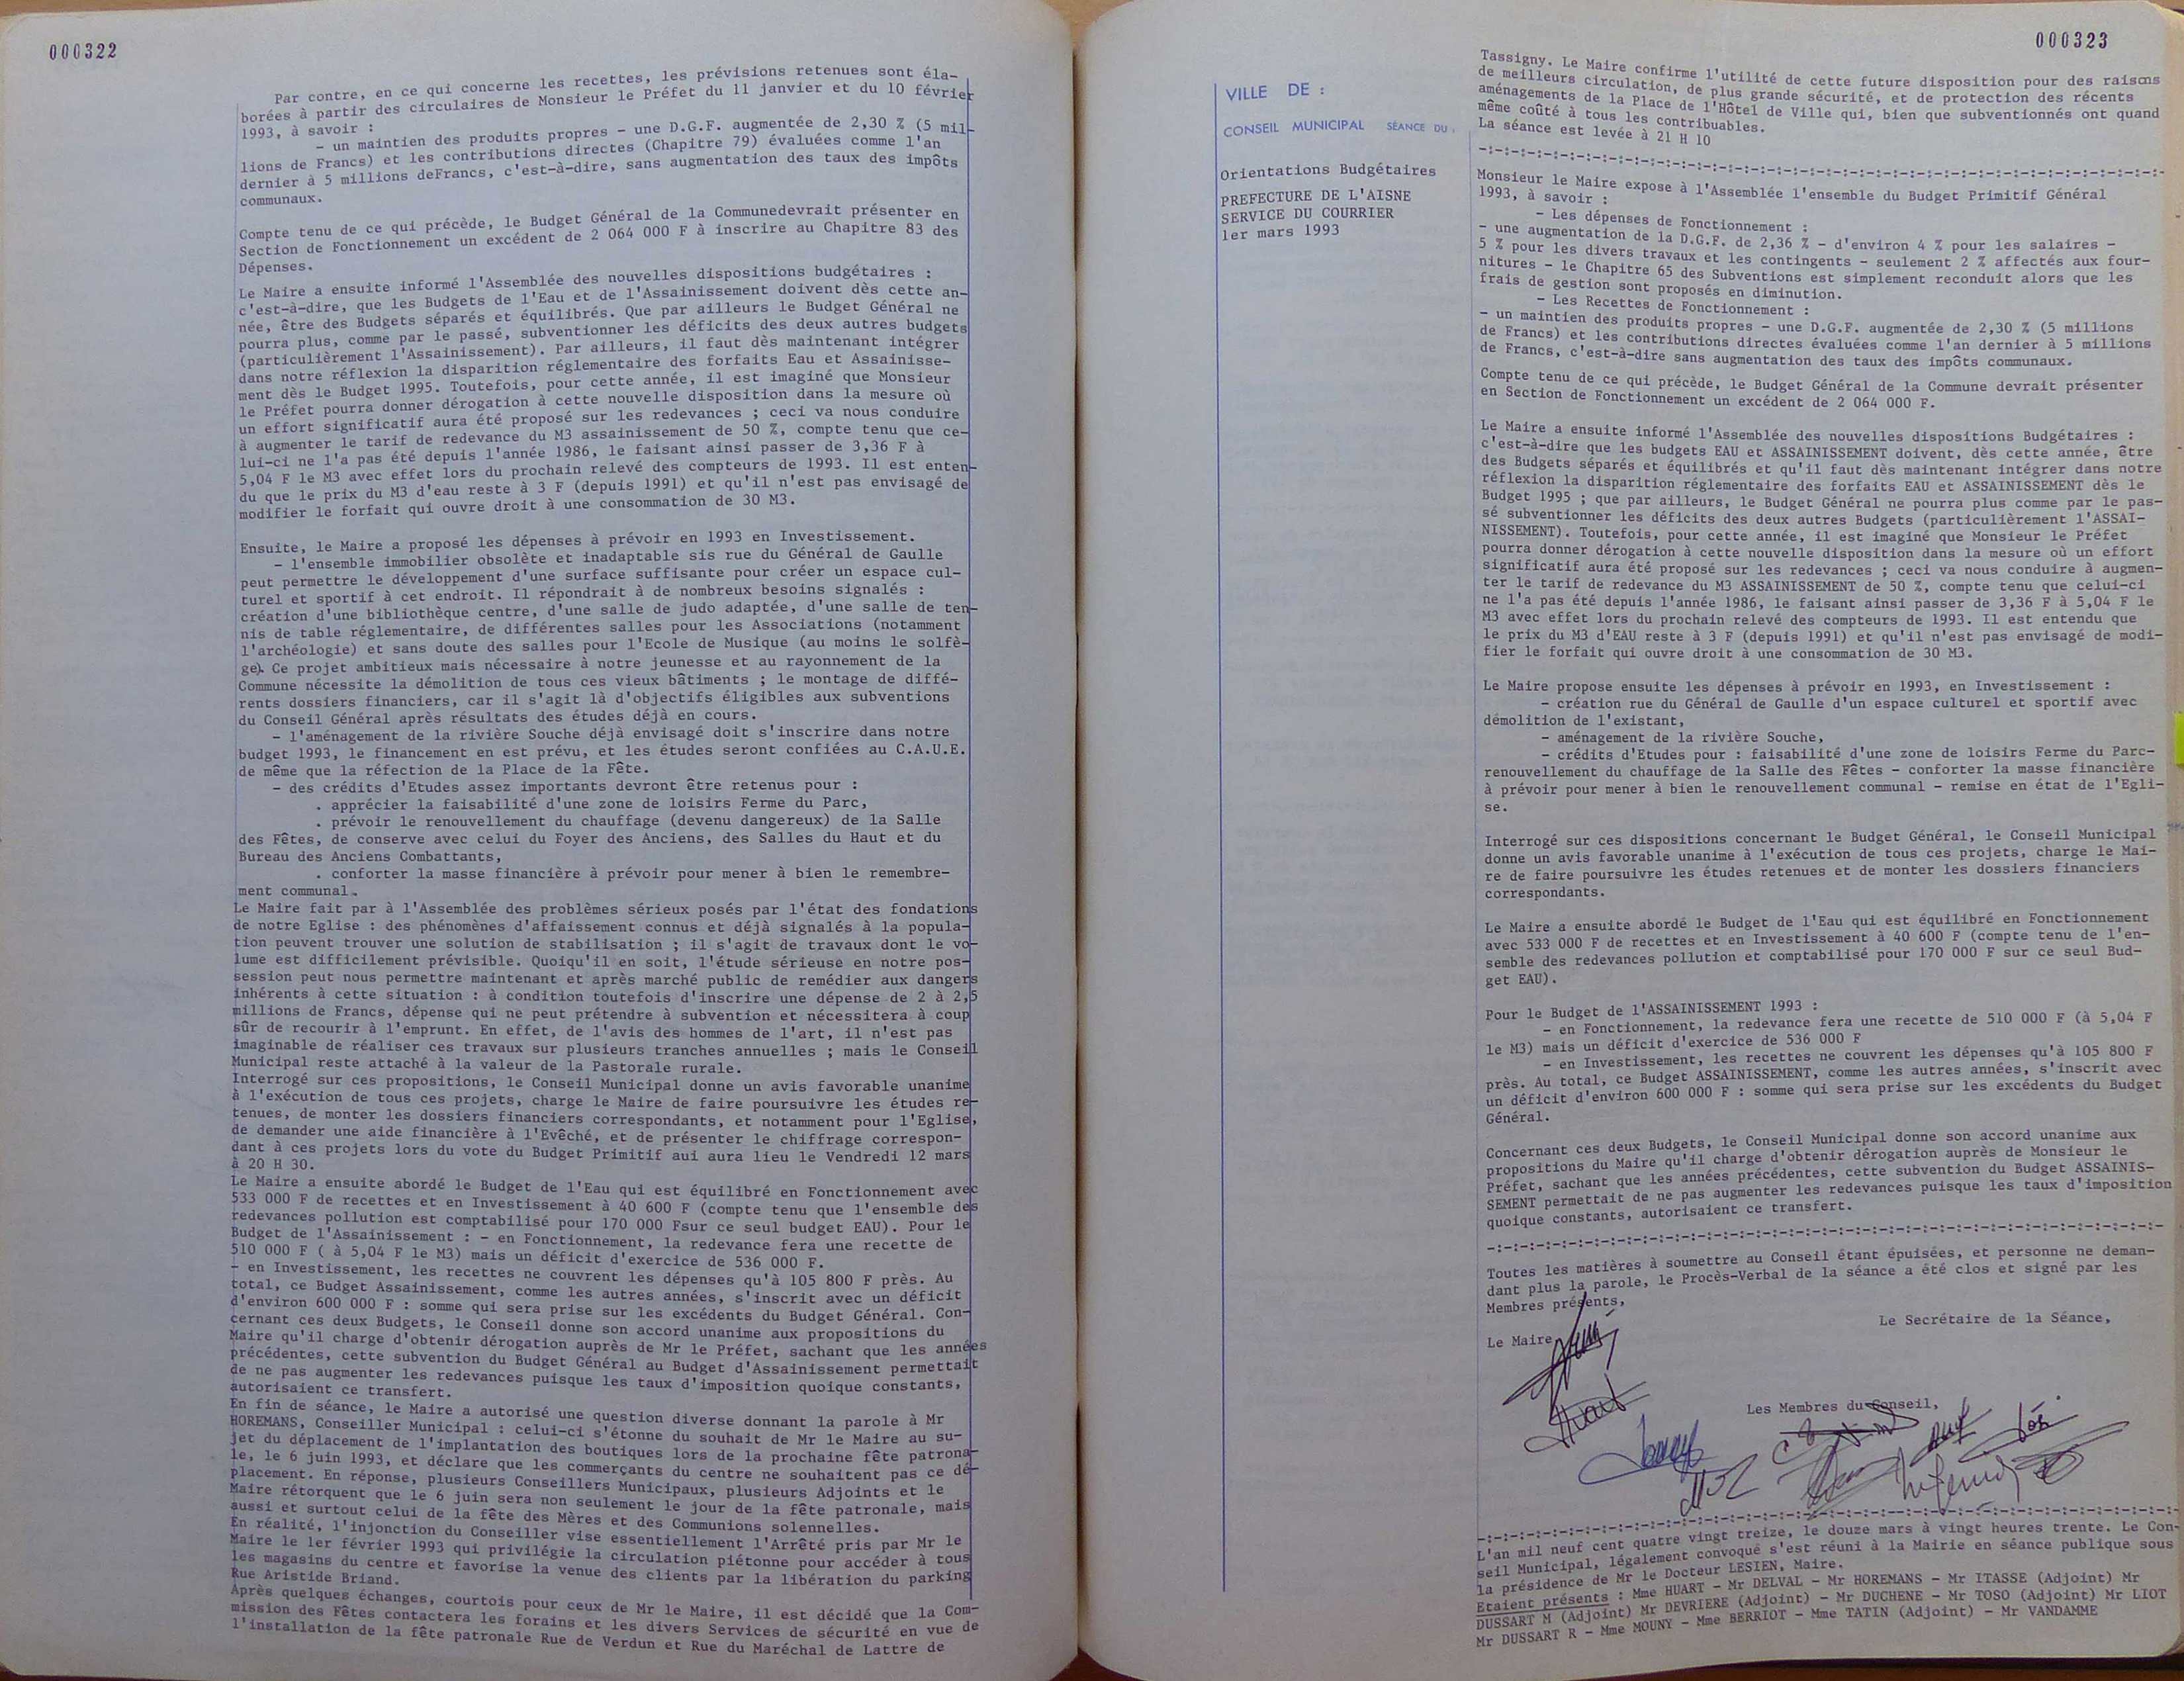 000322
Par contre, en ce qui concerne les recettes, les prévisions retenues sont éla-
borées à partir des circulaires de Monsieur le Préfet du 11 janvier et du 10 février
1993, à savoir :
- un maintien des produits propres - une D.G.F. augmentée de 2,30 % (5 mil-
lions de Francs) et les contributions directes (Chapitre 79) évaluées comme l'an
dernier à 5 millions deFrancs, c'est-à-dire, sans augmentation des taux des impôts
communaux.
Compte tenu de ce qui précède, le Budget Général de la Communedevrait présenter en
Section de Fonctionnement un excédent de 2 064 000 F à inscrire au Chapitre 83 des
Dépenses.
Le Maire a ensuite informé l'Assemblée des nouvelles dispositions budgétaires :
c'est-à-dire, que les Budgets de l'Eau et de l'Assainissement doivent dès cette an-
née, être des Budgets séparés et équilibrés. Que par ailleurs le Budget Général ne
pourra plus, comme par le passé, subventionner les déficits des deux autres budgets
(particulièrement l'Assainissement). Par ailleurs, il faut dès maintenant intégrer
dans notre réflexion la disparition réglementaire des forfaits Eau et Assainisse-
ment dès le Budget 1995. Toutefois, pour cette année, il est imaginé que Monsieur
le Préfet pourra donner dérogation à cette nouvelle disposition dans la mesure où
un effort significatif aura été proposé sur les redevances ; ceci va nous conduire
à augmenter le tarif de redevance du M3 assainissement de 50 %, compte tenu que ce-
lui-ci ne l'a pas été depuis l'année 1986, le faisant ainsi passer de 3,36 F à
5,04 F le M3 avec effet lors du prochain relevé des compteurs de 1993. Il est enten-
du que le prix du M3 d'eau reste à 3 F (depuis 1991) et qu'il n'est pas envisagé de
modifier le forfait qui ouvre droit à une consommation de 30 M3.
Ensuite, le Maire a proposé les dépenses à prévoir en 1993 en Investissement.
- l'ensemble immobilier obsolète et inadaptable sis rue du Général de Gaulle
peut permettre le développement d'une surface suffisante pour créer un espace cul-
turel et sportif à cet endroit. Il répondrait à de nombreux besoins signalés :
création d'une bibliothèque centre, d'une salle de judo adaptée, d'une salle de ten-
nis de table réglementaire, de différentes salles pour les Associations (notamment
l'archéologie) et sans doute des salles pour l'Ecole de Musique (au moins le solfè-
ge). Ce projet ambitieux mais nécessaire à notre jeunesse et au rayonnement de la
Commune nécessite la démolition de tous ces vieux bâtiments ; le montage de diffé-
rents dossiers financiers, car il s'agit là d'objectifs éligibles aux subventions
du Conseil Général après résultats des études déjà en cours.
- l'aménagement de la rivière Souche déjà envisagé doit s'inscrire dans notre
budget 1993, le financement en est prévu, et les études seront confiées au C.A.U.E.
de même que la réfection de la Place de la Fête.
- des crédits d'Etudes assez importants devront être retenus pour :
. apprécier la faisabilité d'une zone de loisirs Ferme du Parc,
. prévoir le renouvellement du chauffage (devenu dangereux) de la Salle
des Fêtes, de conserve avec celui du Foyer des Anciens, des Salles du Haut et du
Bureau des Anciens Combattants,
. conforter la masse financière à prévoir pour mener à bien le remembre-
ment communal.
Le Maire fait par à l'Assemblée des problèmes sérieux posés par l'état des fondations
de notre Eglise : des phénomènes d'affaissement connus et déjà signalés à la popula-
tion peuvent trouver une solution de stabilisation ; il s'agit de travaux dont le vo-
lume est difficilement prévisible. Quoiqu'il en soit, l'étude sérieuse en notre pos-
session peut nous permettre maintenant et après marché public de remédier aux dangers
inhérents à cette situation : à condition toutefois d'inscrire une dépense de 2 à 2,5
millions de Francs, dépense qui ne peut prétendre à subvention et nécessitera à coup
sûr de recourir à l'emprunt. En effet, de l'avis des hommes de l'art, il n'est pas
imaginable de réaliser ces travaux sur plusieurs tranches annuelles ; mais le Conseil
Municipal reste attaché à la valeur de la Pastorale rurale.
Interrogé sur ces propositions, le Conseil Municipal donne un avis favorable unanime
à l'exécution de tous ces projets, charge le Maire de faire poursuivre les études re-
tenues, de monter les dossiers financiers correspondants, et notamment pour l'Eglise,
de demander une aide financière à l'Evêché, et de présenter le chiffrage correspon-
dant à ces projets lors du vote du Budget Primitif aui aura lieu le Vendredi 12 mars
à 20 H 30.
Le Maire a ensuite abordé le Budget de l'Eau qui est équilibré en Fonctionnement avec
533 000 F de recettes et en Investissement à 40 600 F (compte tenu que l'ensemble des
redevances pollution est comptabilisé pour 170 000 Fsur ce seul budget EAU). Pour le
Budget de l'Assainissement : - en Fonctionnement, la redevance fera une recette de
510 000 F ( à 5,04 F le M3) mais un déficit d'exercice de 536 000 F.
- en Investissement, les recettes ne couvrent les dépenses qu'à 105 800 F près. Au
total, ce Budget Assainissement, comme les autres années, s'inscrit avec un déficit
d'environ 600 000 F : somme qui sera prise sur les excédents du Budget Général. Con-
cernant ces deux Budgets, le Conseil donne son accord unanime aux propositions du
Maire qu'il charge d'obtenir dérogation auprès de Mr le Préfet, sachant que les années
précédentes, cette subvention du Budget Général au Budget d'Assainissement permettait
de ne pas augmenter les redevances puisque les taux d'imposition quoique constants,
autorisaient ce transfert.
En fin de séance, le Maire a autorisé une question diverse donnant la parole à Mr
HOREMANS, Conseiller Municipal : celui-ci s'étonne du souhait de Mr le Maire au su-
jet du déplacement de l'implantation des boutiques lors de la prochaine fête patrona-
le, le 6 juin 1993, et déclare que les commerçants du centre ne souhaitent pas ce dé-
placement. En réponse, plusieurs Conseillers Municipaux, plusieurs Adjoints et le
Maire rétorquent que le 6 juin sera non seulement le jour de la fête patronale, mais
aussi et surtout celui de la fête des Mères et des Communions solennelles.
En réalité, l'injonction du Conseiller vise essentiellement l'Arrêté pris par Mr le
Maire le 1er février 1993 qui privilégie la circulation piétonne pour accéder à tous
les magasins du centre et favorise la venue des clients par la libération du parking
Rue Aristide Briand.
Après quelques échanges, courtois pour ceux de Mr le Maire, il est décidé que la Com-
mission des Fêtes contactera les forains et les divers Services de sécurité en vue de
l'installation de la fête patronale Rue de Verdun et Rue du Maréchal de Lattre de
000323
VILLE DE :
CONSEIL MUNICIPAL SÉANCE DU
Orientations Budgétaires
PREFECTURE DE L'AISNE
SERVICE DU COURRIER
1er mars 1993
Tassigny. Le Maire confirme l'utilité de cette future disposition pour des raisons
de meilleurs circulation, de plus grande sécurité, et de protection des récents
aménagements de la Place de l'Hôtel de Ville qui, bien que subventionnés ont quand
même coûté à tous les contribuables.
La séance est levée à 21 H 10
Monsieur le Maire expose à l'Assemblée l'ensemble du Budget Primitif Général
1993, à savoir :
- Les dépenses de Fonctionnement :
- une augmentation de la D.G.F. de 2,36 % - d'environ 4 % pour les salaires -
5 % pour les divers travaux et les contingents - seulement 2 % affectés aux four-
nitures - le Chapitre 65 des Subventions est simplement reconduit alors que les
frais de gestion sont proposés en diminution.
- Les Recettes de Fonctionnement :
- un maintien des produits propres - une D.G.F. augmentée de 2,30 % (5 millions
de Francs) et les contributions directes évaluées comme l'an dernier à 5 millions
de Francs, c'est-à-dire sans augmentation des taux des impôts communaux.
Compte tenu de ce qui précède, le Budget Général de la Commune devrait présenter
en Section de Fonctionnement un excédent de 2 064 000 F.
Le Maire a ensuite informé l'Assemblée des nouvelles dispositions Budgétaires :
c'est-à-dire que les budgets EAU et ASSAINISSEMENT doivent, dès cette année, être
des Budgets séparés et équilibrés et qu'il faut dès maintenant intégrer dans notre
réflexion la disparition réglementaire des forfaits EAU et ASSAINISSEMENT dès le
Budget 1995 ; que par ailleurs, le Budget Général ne pourra plus comme par le pas-
sé subventionner les déficits des deux autres Budgets (particulièrement l'ASSAI-
NISSEMENT). Toutefois, pour cette année, il est imaginé que Monsieur le Préfet
pourra donner dérogation à cette nouvelle disposition dans la mesure où un effort
significatif aura été proposé sur les redevances ; ceci va nous conduire à augmen-
ter le tarif de redevance du M3 ASSAINISSEMENT de 50 %, compte tenu que celui-ci
ne l'a pas été depuis l'année 1986, le faisant ainsi passer de 3,36 F à 5,04 F le
M3 avec effet lors du prochain relevé des compteurs de 1993. Il est entendu que
le prix du M3 d'EAU reste à 3 F (depuis 1991) et qu'il n'est pas envisagé de modi-
fier le forfait qui ouvre droit à une consommation de 30 M3.
Le Maire propose ensuite les dépenses à prévoir en 1993, en Investissement :
- création rue du Général de Gaulle d'un espace culturel et sportif avec
démolition de l'existant,
- aménagement de la rivière Souche,
- crédits d'Etudes pour : faisabilité d'une zone de loisirs Ferme du Parc-
renouvellement du chauffage de la Salle des Fêtes - conforter la masse financière
à prévoir pour mener à bien le renouvellement communal - remise en état de l'Egli-
se.
Interrogé sur ces dispositions concernant le Budget Général, le Conseil Municipal
donne un avis favorable unanime à l'exécution de tous ces projets, charge le Mai-
re de faire poursuivre les études retenues et de monter les dossiers financiers
correspondants.
Le Maire a ensuite abordé le Budget de l'Eau qui est équilibré en Fonctionnement
avec 533 000 F de recettes et en Investissement à 40 600 F (compte tenu de l'en-
semble des redevances pollution et comptabilisé pour 170 000 F sur ce seul Bud-
get EAU).
Pour le Budget de l'ASSAINISSEMENT 1993 :
- en Fonctionnement, la redevance fera une recette de 510 000 F (à 5,04 F
le M3) mais un déficit d'exercice de 536 000 F
- en Investissement, les recettes ne couvrent les dépenses qu'à 105 800 F
près. Au total, ce Budget ASSAINISSEMENT, comme les autres années, s'inscrit avec
un déficit d'environ 600 000 F : somme qui sera prise sur les excédents du Budget
Général.
Concernant ces deux Budgets, le Conseil Municipal donne son accord unanime aux
propositions du Maire qu'il charge d'obtenir dérogation auprès de Monsieur le
Préfet, sachant que les années précédentes, cette subvention du Budget ASSAINIS-
SEMENT permettait de ne pas augmenter les redevances puisque les taux d'imposition
quoique constants, autorisaient ce transfert.
Toutes les matières à soumettre au Conseil étant épuisées, et personne ne deman-
dant plus la parole, le Procès-Verbal de la séance a été clos et signé par les
Membres présents,
Le Secrétaire de la Séance,
Le Maire
Les Membres du Conseil,
L'an mil neuf cent quatre vingt treize, le douze mars à vingt heures trente. Le Con-
seil Municipal, légalement convoqué s'est réuni à la Mairie en séance publique sous
la présidence de Mr le Docteur LESIEN, Maire.
Etaient présents : Mme HUART - Mr DELVAL - Mr HOREMANS - Mr ITASSE (Adjoint) Mr
DUSSART M (Adjoint) Mr DEVRIERE (Adjoint) - Mr DUCHENE - Mr TOSO (Adjoint) Mr LIOT
Mr DUSSART R - Mme MOUNY - Mme BERRIOT - Mme TATIN (Adjoint) - Mr VANDAMME